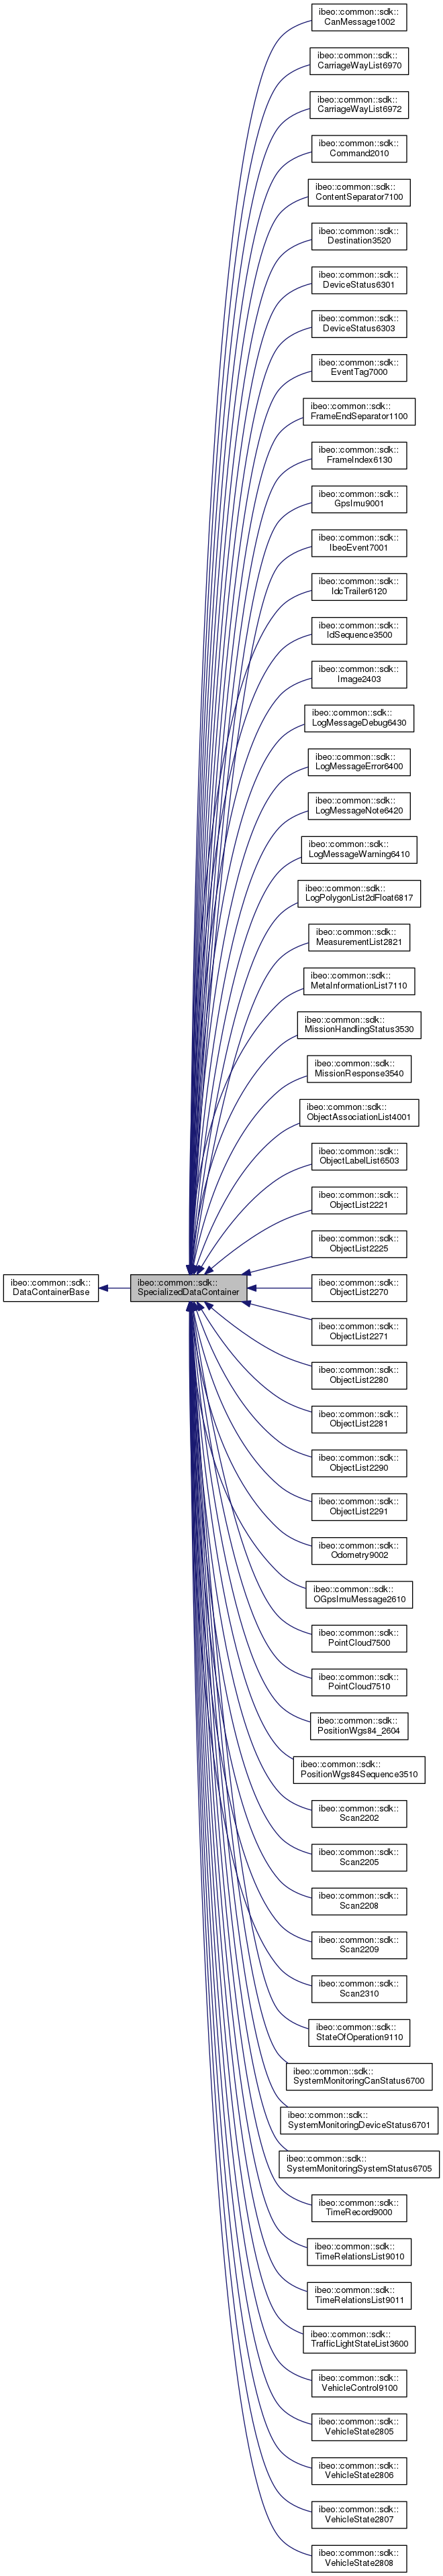 ibeo::common::sdk::
CanMessage1002
ibeo::common::sdk::
CarriageWayList6970
ibeo::common::sdk::
CarriageWayList6972
ibeo::common::sdk::
Command2010
ibeo::common::sdk::
ContentSeparator7100
ibeo::common::sdk::
Destination3520
ibeo::common::sdk::
DeviceStatus6301
ibeo::common::sdk::
DeviceStatus6303
ibeo::common::sdk::
EventTag7000
ibeo::common::sdk::
FrameEndSeparator1100
ibeo::common::sdk::
FrameIndex6130
ibeo::common::sdk::
GpsImu9001
ibeo::common::sdk::
IbeoEvent7001
ibeo::common::sdk::
IdcTrailer6120
ibeo::common::sdk::
IdSequence3500
ibeo::common::sdk::
Image2403
ibeo::common::sdk::
LogMessageDebug6430
ibeo::common::sdk::
LogMessageError6400
ibeo::common::sdk::
LogMessageNote6420
ibeo::common::sdk::
LogMessageWarning6410
ibeo::common::sdk::
LogPolygonList2dFloat6817
ibeo::common::sdk::
MeasurementList2821
ibeo::common::sdk::
MetaInformationList7110
ibeo::common::sdk::
MissionHandlingStatus3530
ibeo::common::sdk::
MissionResponse3540
ibeo::common::sdk::
ObjectAssociationList4001
ibeo::common::sdk::
ObjectLabelList6503
ibeo::common::sdk::
ObjectList2221
ibeo::common::sdk::
ObjectList2225
ibeo::common::sdk::
DataContainerBase
ibeo::common::sdk::
SpecializedDataContainer
ibeo::common::sdk::
ObjectList2270
ibeo::common::sdk::
ObjectList2271
ibeo::common::sdk::
ObjectList2280
ibeo::common::sdk::
ObjectList2281
ibeo::common::sdk::
ObjectList2290
ibeo::common::sdk::
ObjectList2291
ibeo::common::sdk::
Odometry9002
ibeo::common::sdk::
OGpsImuMessage2610
ibeo::common::sdk::
PointCloud7500
ibeo::common::sdk::
PointCloud7510
ibeo::common::sdk::
PositionWgs84_2604
ibeo::common::sdk::
PositionWgs84Sequence3510
ibeo::common::sdk::
Scan2202
ibeo::common::sdk::
Scan2205
ibeo::common::sdk::
Scan2208
ibeo::common::sdk::
Scan2209
ibeo::common::sdk::
Scan2310
ibeo::common::sdk::
StateOfOperation9110
ibeo::common::sdk::
SystemMonitoringCanStatus6700
ibeo::common::sdk::
SystemMonitoringDeviceStatus6701
ibeo::common::sdk::
SystemMonitoringSystemStatus6705
ibeo::common::sdk::
TimeRecord9000
ibeo::common::sdk::
TimeRelationsList9010
ibeo::common::sdk::
TimeRelationsList9011
ibeo::common::sdk::
TrafficLightStateList3600
ibeo::common::sdk::
VehicleControl9100
ibeo::common::sdk::
VehicleState2805
ibeo::common::sdk::
VehicleState2806
ibeo::common::sdk::
VehicleState2807
ibeo::common::sdk::
VehicleState2808